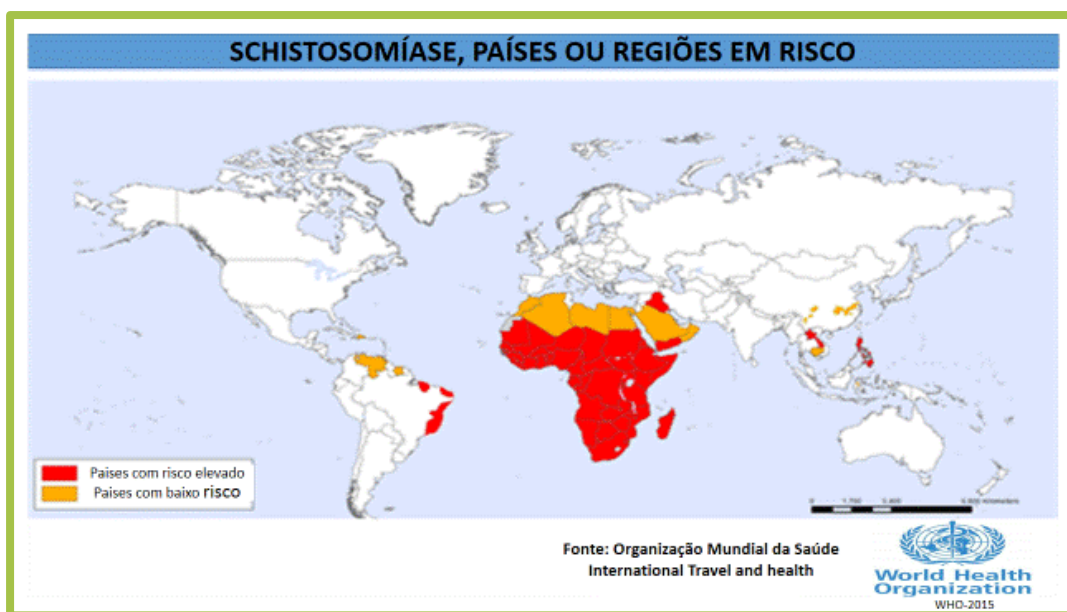 SCHISTOSOMÍASE, PAÍSES OU REGIÕES EM RISCO
Paises com risco elevado
Paises com baixo risco
Fonte: Organização Mundial da Saúde
International Travel and health
World Health
Organization
WHO-2015